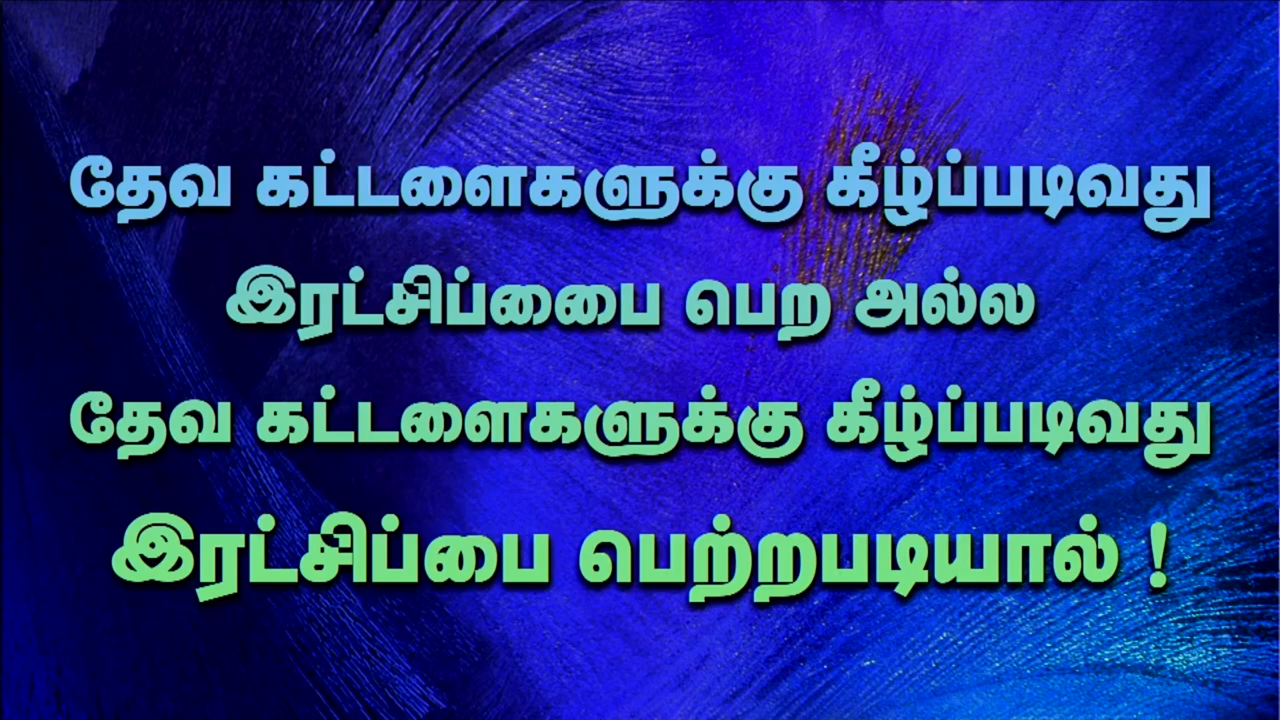 தேவ கட்டளைகளுக்கு கீழ்ப்படிவது
இரட்சிப்பைபை பெற அல்ல
தேவ கட்டளைகளுக்கு கீழ்ப்படிவது
இரட்சிப்பை பெற்றபடியால் !